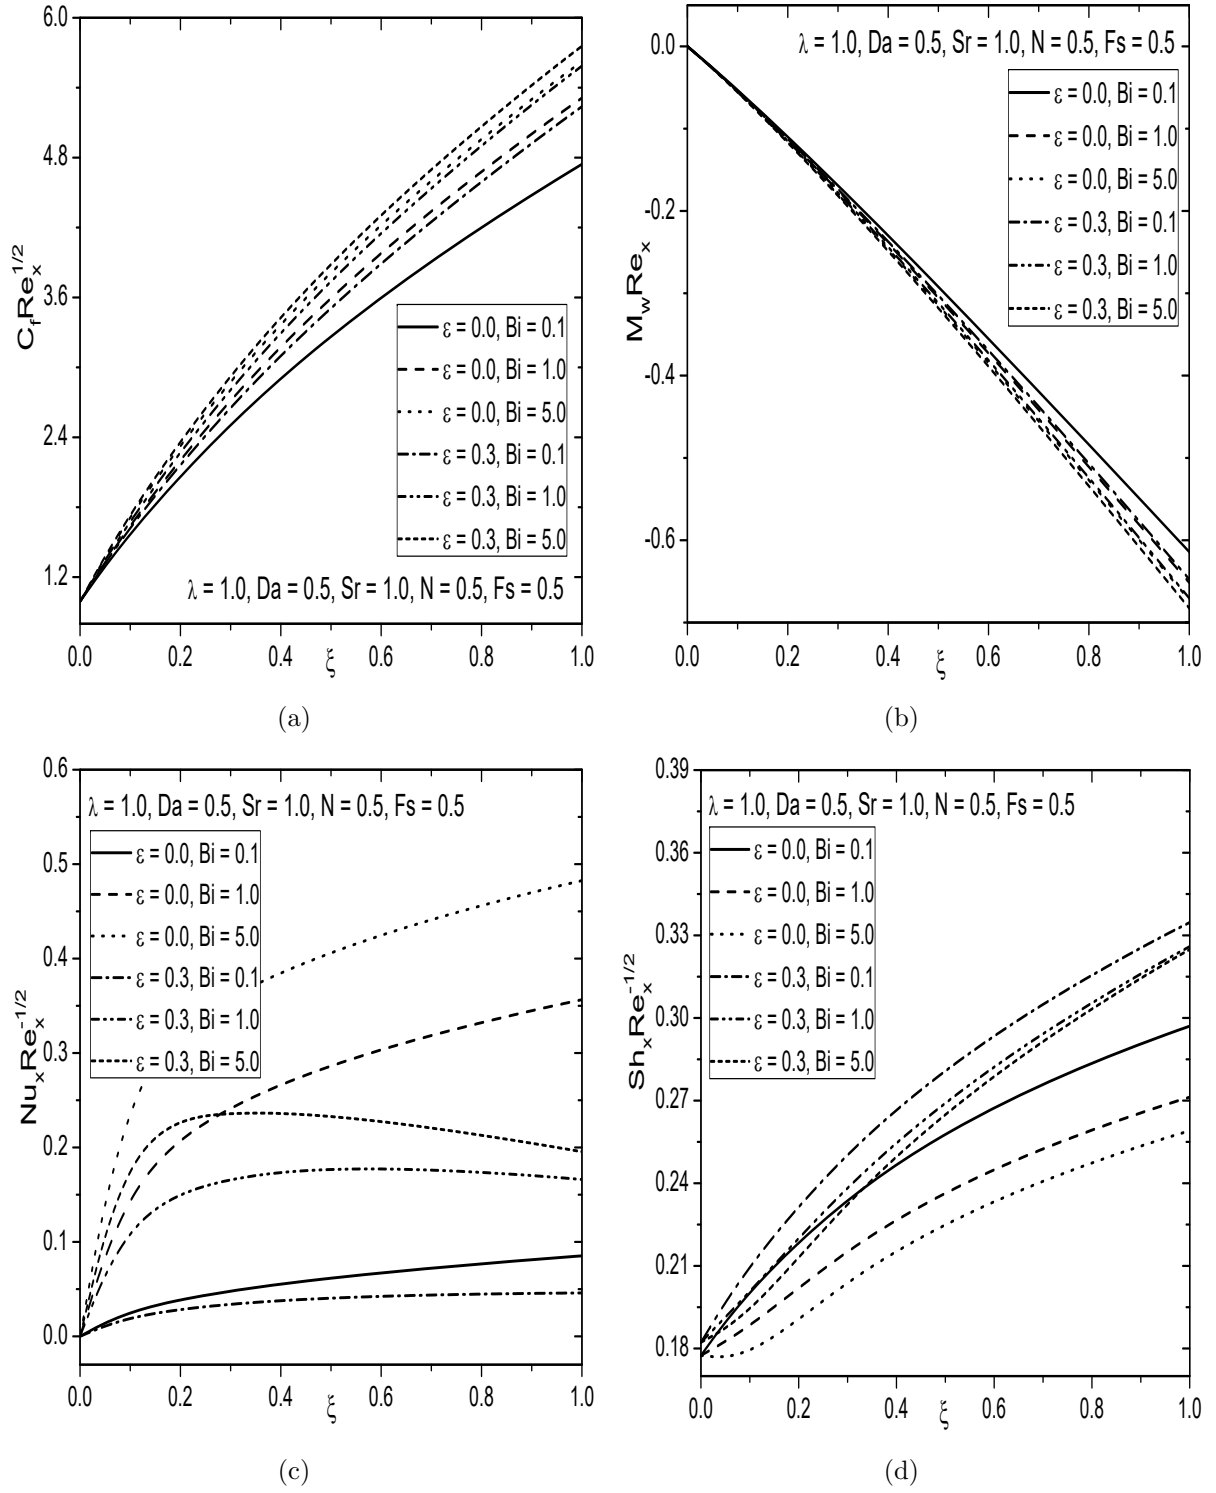 6.0
4.8
3.6
2.4
1.2
C_fRe_x^{1/2}
ε = 0.0, Bi = 0.1
ε = 0.0, Bi = 1.0
ε = 0.0, Bi = 5.0
ε = 0.3, Bi = 0.1
ε = 0.3, Bi = 1.0
ε = 0.3, Bi = 5.0
λ = 1.0, Da = 0.5, Sr = 1.0, N = 0.5, Fs = 0.5
0.0 0.2 0.4 0.6 0.8 1.0
ξ
(a)
λ = 1.0, Da = 0.5, Sr = 1.0, N = 0.5, Fs = 0.5
0.0
-0.2
-0.4
-0.6
M_wRe_x
ε = 0.0, Bi = 0.1
ε = 0.0, Bi = 1.0
ε = 0.0, Bi = 5.0
ε = 0.3, Bi = 0.1
ε = 0.3, Bi = 1.0
ε = 0.3, Bi = 5.0
0.0 0.2 0.4 0.6 0.8 1.0
ξ
(b)
0.6
0.5
0.4
0.3
0.2
0.1
0.0
Nu_xRe_x^{-1/2}
λ = 1.0, Da = 0.5, Sr = 1.0, N = 0.5, Fs = 0.5
ε = 0.0, Bi = 0.1
ε = 0.0, Bi = 1.0
ε = 0.0, Bi = 5.0
ε = 0.3, Bi = 0.1
ε = 0.3, Bi = 1.0
ε = 0.3, Bi = 5.0
0.0 0.2 0.4 0.6 0.8 1.0
ξ
(c)
0.39
0.36
0.33
0.30
0.27
0.24
0.21
0.18
Sh_xRe_x^{-1/2}
λ = 1.0, Da = 0.5, Sr = 1.0, N = 0.5, Fs = 0.5
ε = 0.0, Bi = 0.1
ε = 0.0, Bi = 1.0
ε = 0.0, Bi = 5.0
ε = 0.3, Bi = 0.1
ε = 0.3, Bi = 1.0
ε = 0.3, Bi = 5.0
0.0 0.2 0.4 0.6 0.8 1.0
ξ
(d)